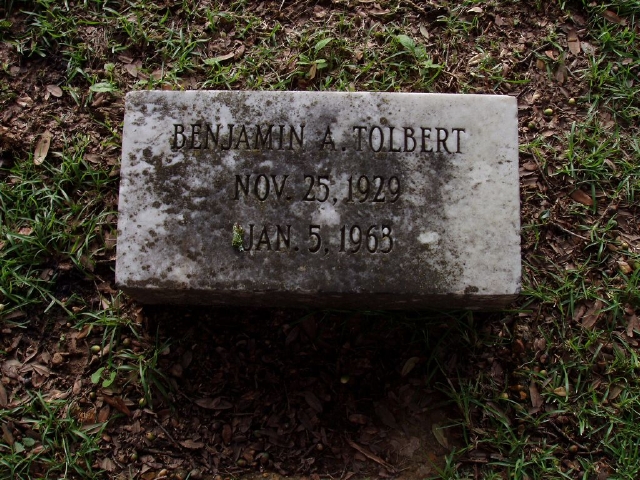 BENJAMIN A. TOLBERT
NOV. 25, 1929
JAN. 5, 1963